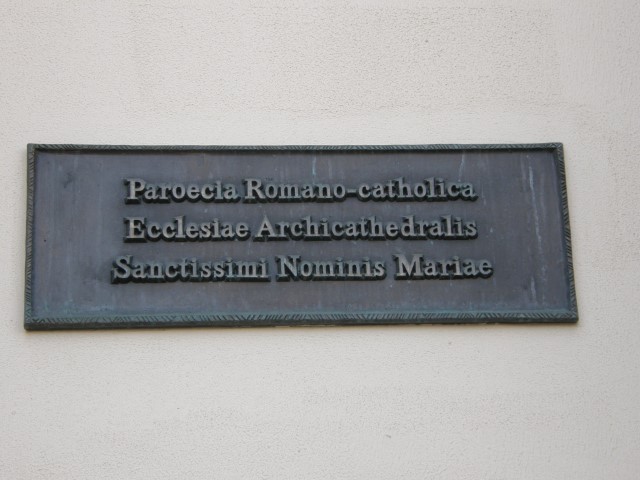 Paroecia Romano-catholica
Ecclesiae Archicathedralis
Sanctissimi Nominis Mariae